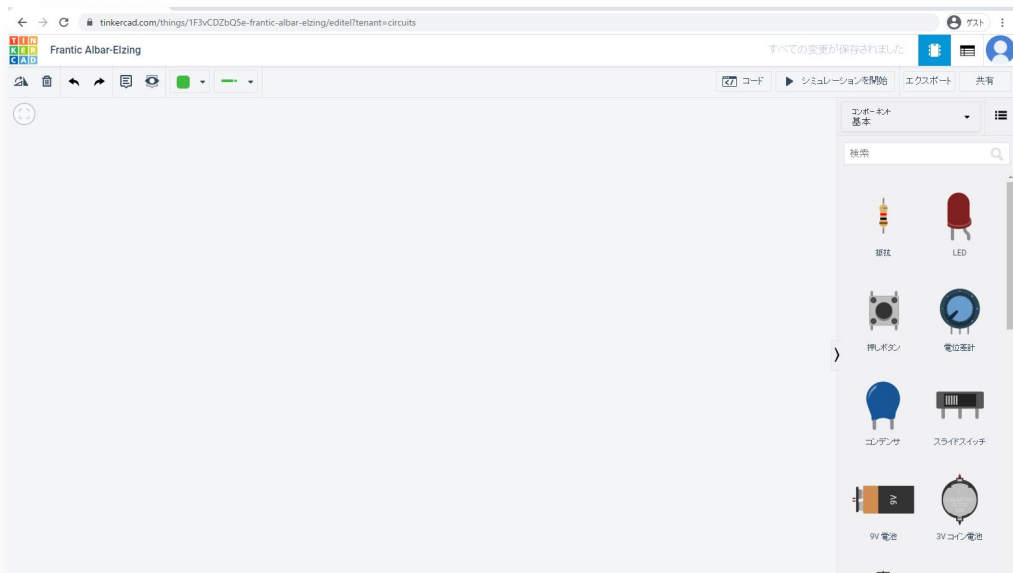 tinkercad.com/things/1F3vCDZbQ5e-frantic-albar-elzing/editel?tenant=circuits
ゲスト
TIN
KER
CAD
Frantic Albar-Elzing
すべての変更が保存されました
コード
シミュレーションを開始
エクスポート
共有
コンポーネント
基本
検索
抵抗
LED
押しボタン
電位差計
コンデンサ
スライドスイッチ
9V
9V 電池
3V コイン電池